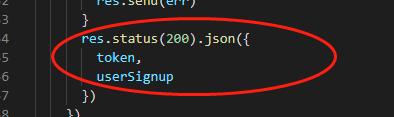 res.send(err)
}
res.status(200).json({
token,
userSignup
})
})